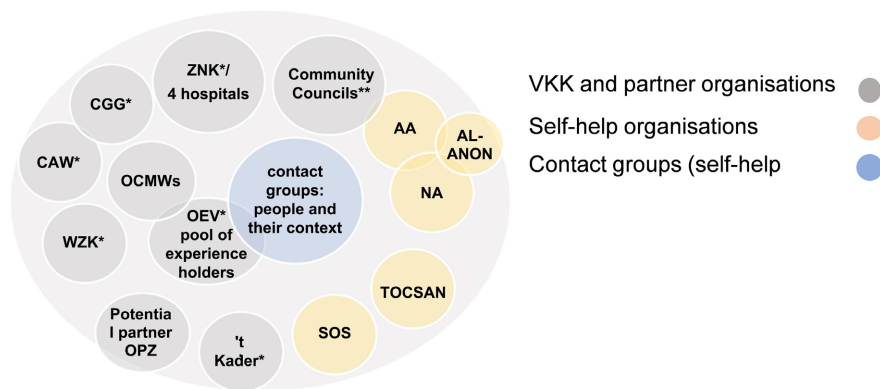 ZNK*/
4 hospitals
Community
Councils**
CGG*
AA
AL-
ANON
CAW*
OCMWs
contact
groups:
people and
their context
NA
OEV*
pool of
experience
holders
WZK*
TOCSAN
Potentia
l partner
OPZ
't
Kader*
SOS
VKK and partner organisations
Self-help organisations
Contact groups (self-help